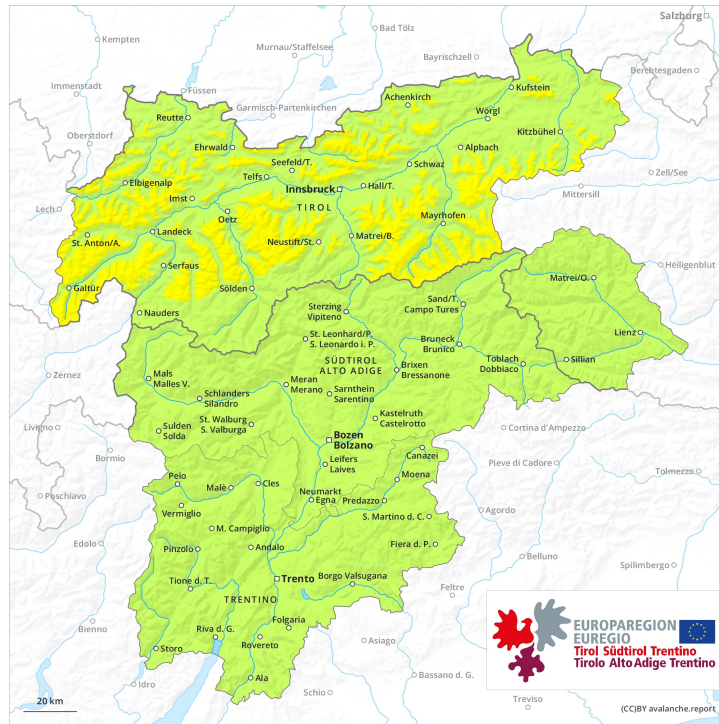 Salzburg
Kempten
Bad Tölz
Murnau/Staffelsee
Bayrischzell
Berchtesgaden
Immenstadt
Füssen
Achenkirch
Kufstein
Garmisch-Partenkirchen
Reutte
Wörgl
Oberstdorf
Ehrwald
Kitzbühel
Seefeld/T.
Schwaz
Alpbach
Telfs
Zell/See
Elbigenalp
Innsbruck
Hall/T.
Mittersill
Imst
TIROL
Lech
Oetz
Mayrhofen
Landeck
St. Anton/A.
Neustift/St.
Matrei/B.
Serfaus
Heiligenblut
Galtür
Sölden
Matrei/O.
Nauders
Sand/T.
Campo Tures
Sterzing
Vipiteno
Lienz
St. Leonhard/P.
S. Leonardo i. P.
Bruneck
Brunico
Sillian
Zernez
SÜDTIROL
ALTO ADIGE
Toblach
Dobbiaco
Mals
Malles V.
Brixen
Bressanone
Meran
Merano
Sarnthein
Sarentino
Schlanders
Silandro
Kastelruth
Castelrotto
St. Walburg
S. Valburga
Livigno
Sulden
Solda
Cortina d'Ampezzo
Bozen
Bolzano
Bormio
Canazei
Leifers
Laives
Pieve di Cadore
Tolmezzo
Peio
Moena
Poschiavo
Malè
Cles
Neumarkt
Egna
Predazzo
Vermiglio
Agordo
S. Martino d. C.
M. Campiglio
Edolo
Pinzolo
Andalo
Fiera d. P.
Belluno
Spilimbergo
Trento
Borgo Valsugana
Tione d. T.
Feltre
TRENTINO
Folgaria
Bienno
Riva d. G.
Rovereto
Asiago
Storo
Ala
Idro
Schio
Bassano d. G.
Treviso
EUROPAREGION
EUREGIO
Tirol Südtirol Trentino
Tirolo Alto Adige Trentino
20 km
(CC)BY avalanche.report